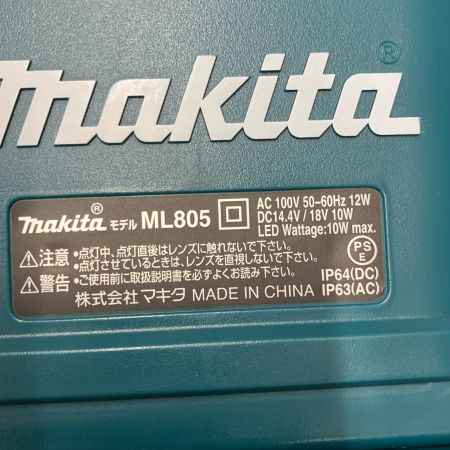 makita®
makita® モデル ML805 AC 100V 50-60Hz 12W
DC14.4V / 18V 10W
LED Wattage:10W max.
⚠注意 •点灯中、点灯直後はレンズに触れないで下さい。
•点灯させているときは、レンズを直視しないで下さい。
⚠警告 •ご使用前に取扱説明書を必ずよくお読み下さい。
PS E
IP64(DC)
株式会社 マキタ MADE IN CHINA IP63(AC)